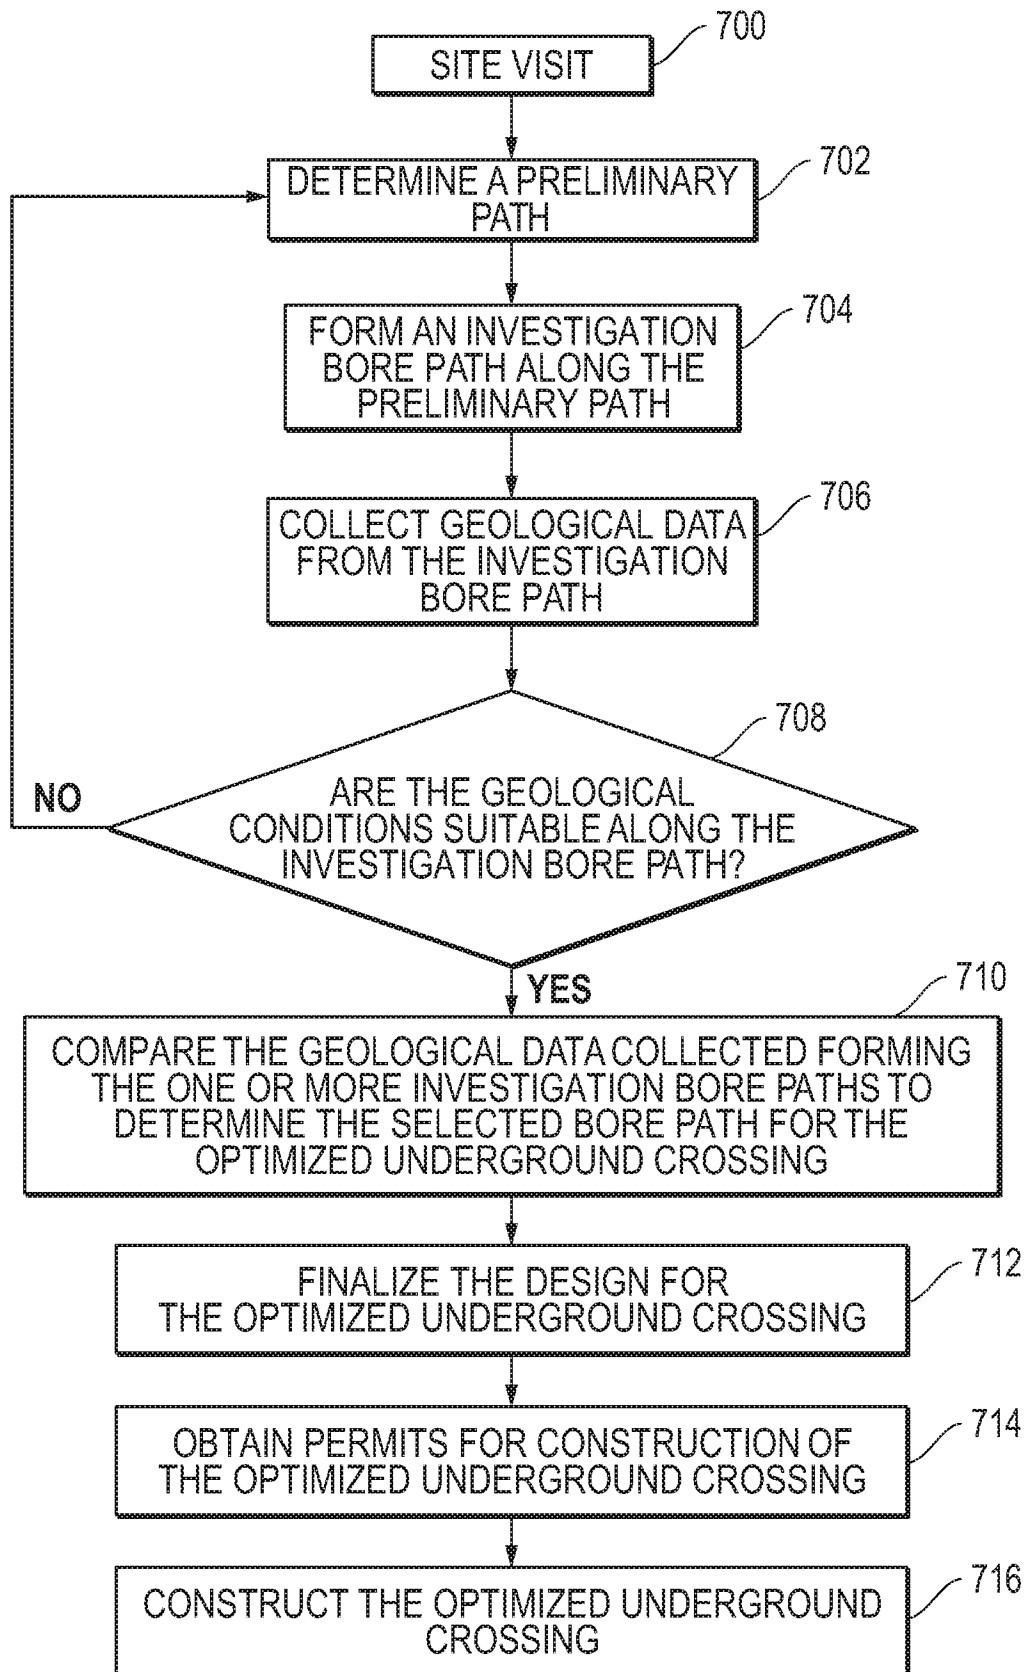 700
SITE VISIT
702
DETERMINE A PRELIMINARY
PATH
704
FORM AN INVESTIGATION
BORE PATH ALONG THE
PRELIMINARY PATH
706
COLLECT GEOLOGICAL DATA
FROM THE INVESTIGATION
BORE PATH
708
ARE THE GEOLOGICAL
CONDITIONS SUITABLE ALONG THE
INVESTIGATION BORE PATH?
NO
YES
710
COMPARE THE GEOLOGICAL DATA COLLECTED FORMING
THE ONE OR MORE INVESTIGATION BORE PATHS TO
DETERMINE THE SELECTED BORE PATH FOR THE
OPTIMIZED UNDERGROUND CROSSING
712
FINALIZE THE DESIGN FOR
THE OPTIMIZED UNDERGROUND CROSSING
714
OBTAIN PERMITS FOR CONSTRUCTION OF
THE OPTIMIZED UNDERGROUND CROSSING
716
CONSTRUCT THE OPTIMIZED UNDERGROUND
CROSSING